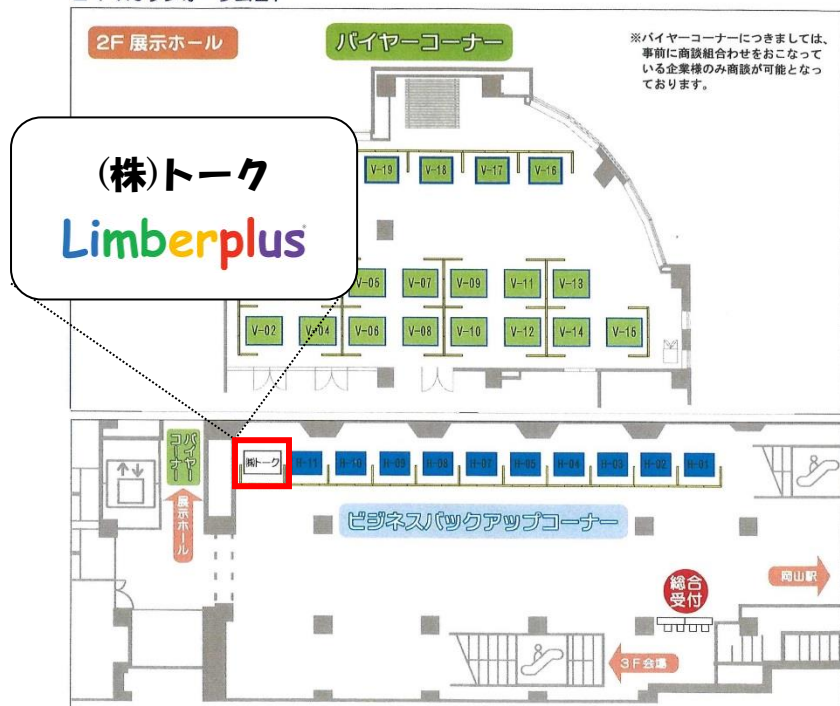 2F 展示ホール
バイヤーコーナー
※バイヤーコーナーにつきましては、
事前に商談組合わせをおこなって
いる企業様のみ商談が可能となっ
ております。
(株)トーク
Limberplus
V-19 V-18 V-17 V-16
V-05 V-07 V-09 V-11 V-13
V-02 V-04 V-06 V-08 V-10 V-12 V-14 V-15
バイヤー
コーナー
展示ホール
㈱トーク H-11 H-10 H-09 H-08 H-07 H-05 H-04 H-03 H-02 H-01
ビジネスバックアップコーナー
総合
受付
岡山駅
3F会場